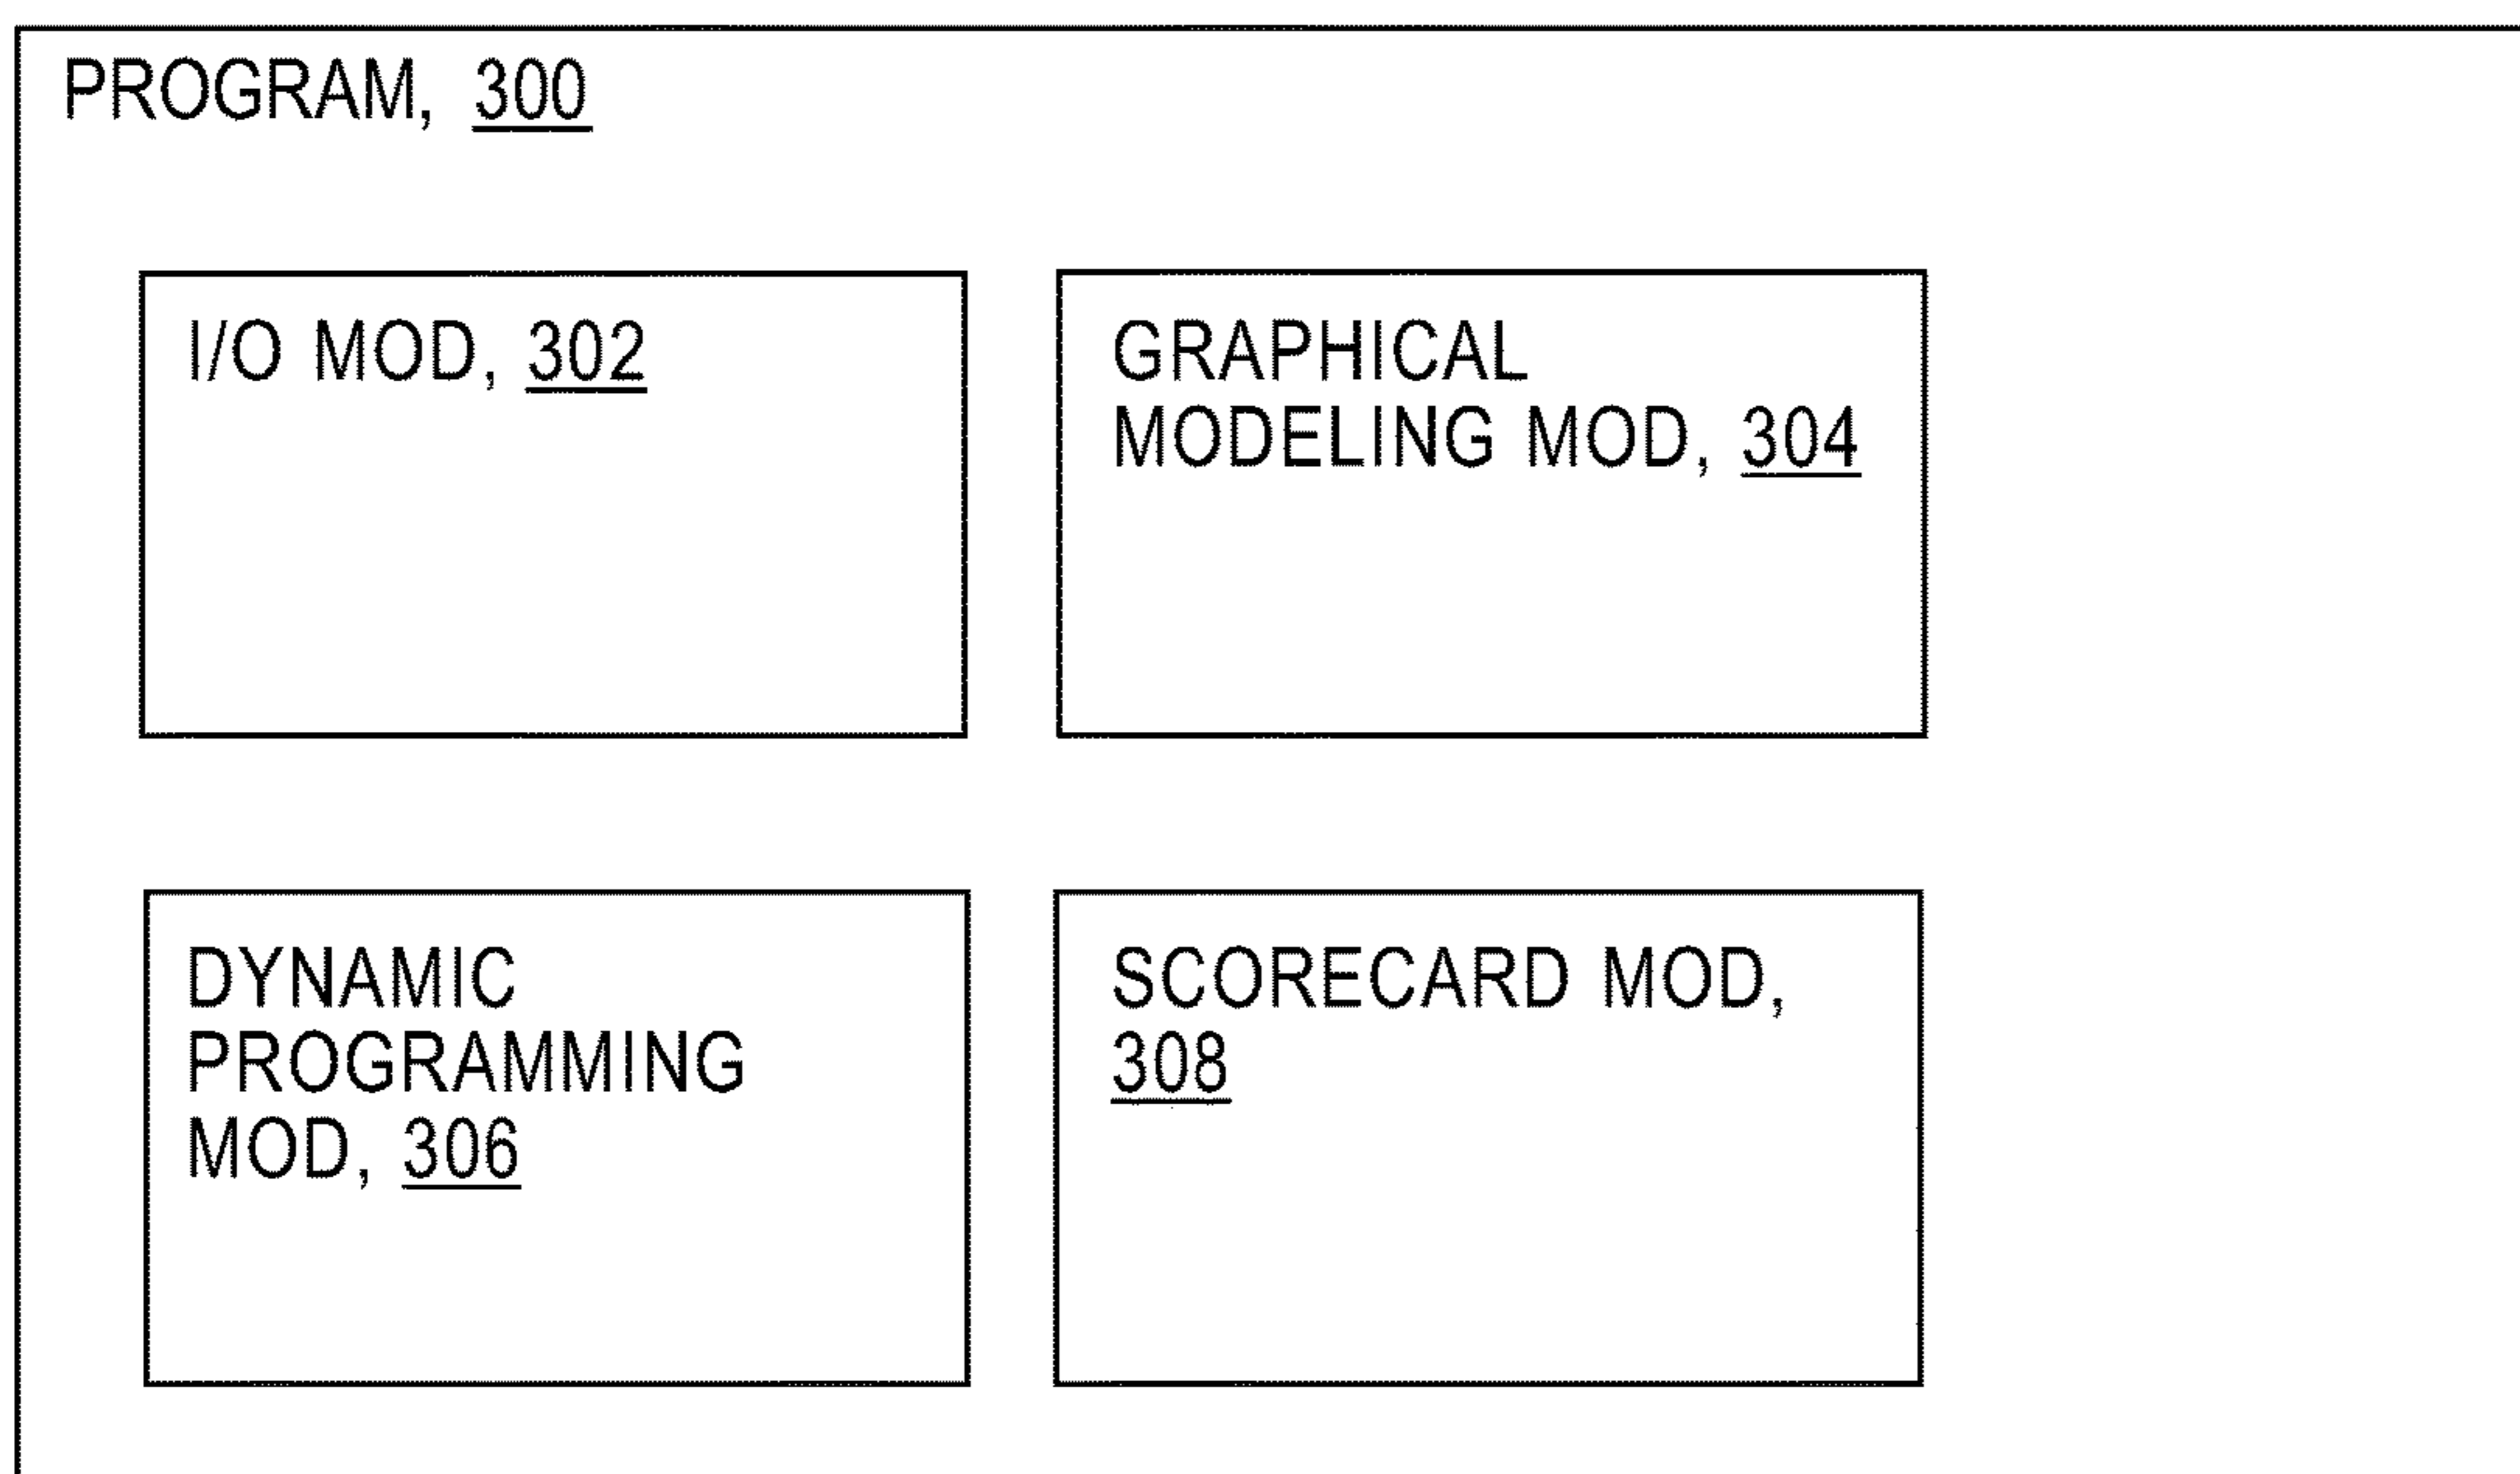 PROGRAM, 300
I/O MOD, 302
GRAPHICAL
MODELING MOD, 304
DYNAMIC
PROGRAMMING
MOD, 306
SCORECARD MOD,
308